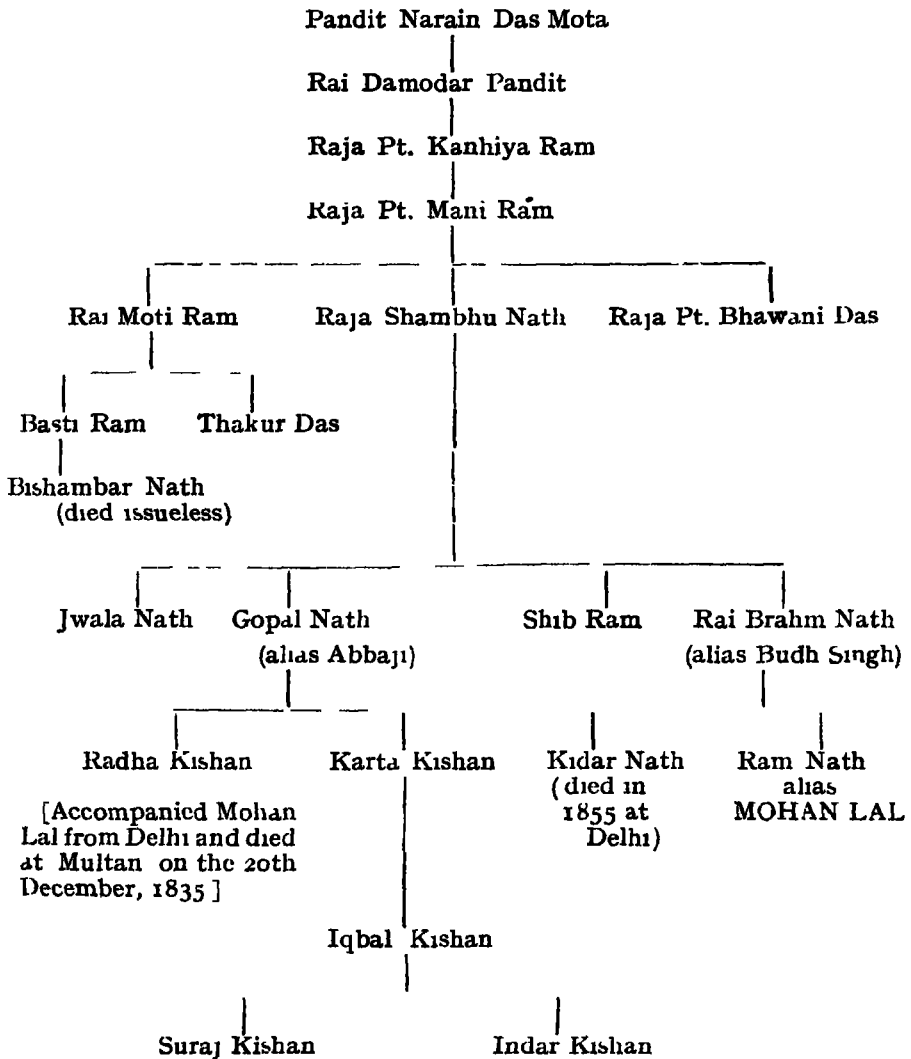 Pandit Narain Das Mota
Rai Damodar Pandit
Raja Pt. Kanhiya Ram
Raja Pt. Mani Ram
Rai Moti Ram Raja Shambhu Nath Raja Pt. Bhawani Das
Basti Ram Thakur Das
Bishambar Nath
(died issueless)
Jwala Nath Gopal Nath Shib Ram Rai Brahm Nath
(alias Abbaji) (alias Budh Singh)
Radha Kishan Karta Kishan Kidar Nath Ram Nath
(died in alias
[Accompanied Mohan 1855 at MOHAN LAL
Lal from Delhi and died Delhi)
at Multan on the 20th
December, 1835]
Iqbal Kishan
Suraj Kishan Indar Kishan